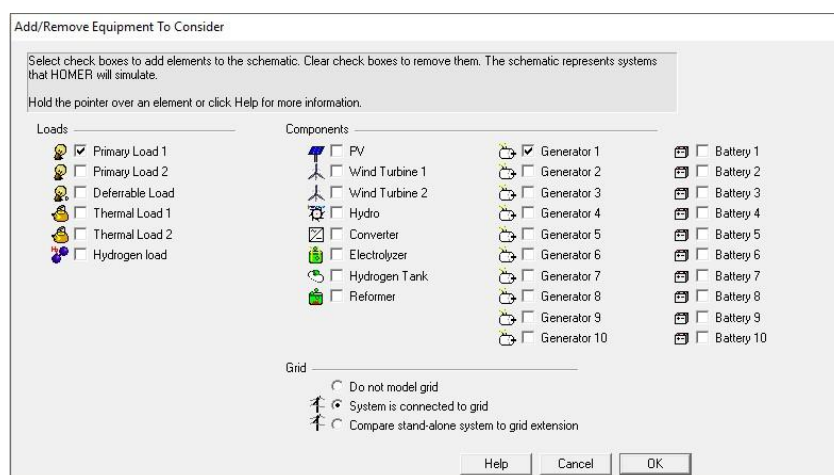 Add/Remove Equipment To Consider
Select check boxes to add elements to the schematic. Clear check boxes to remove them. The schematic represents systems
that HOMER will simulate.
Hold the pointer over an element or click Help for more information.
Loads
Primary Load 1
Primary Load 2
Deferrable Load
Thermal Load 1
Thermal Load 2
Hydrogen load
Components
PV
Wind Turbine 1
Wind Turbine 2
Hydro
Converter
Electrolyzer
Hydrogen Tank
Reformer
Generator 1
Generator 2
Generator 3
Generator 4
Generator 5
Generator 6
Generator 7
Generator 8
Generator 9
Generator 10
Battery 1
Battery 2
Battery 3
Battery 4
Battery 5
Battery 6
Battery 7
Battery 8
Battery 9
Battery 10
Grid
Do not model grid
System is connected to grid
Compare stand-alone system to grid extension
Help
Cancel
OK